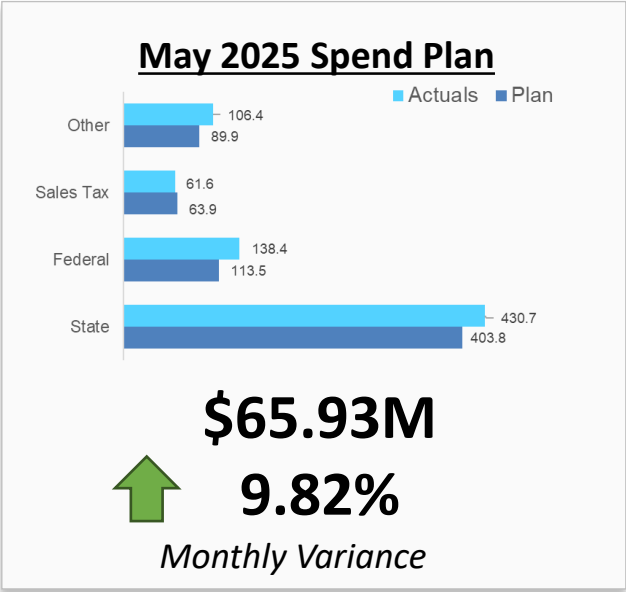 May 2025 Spend Plan
Actuals Plan
Other 106.4
89.9
Sales Tax 61.6
63.9
Federal 138.4
113.5
State 430.7
403.8
$65.93M
9.82%
Monthly Variance